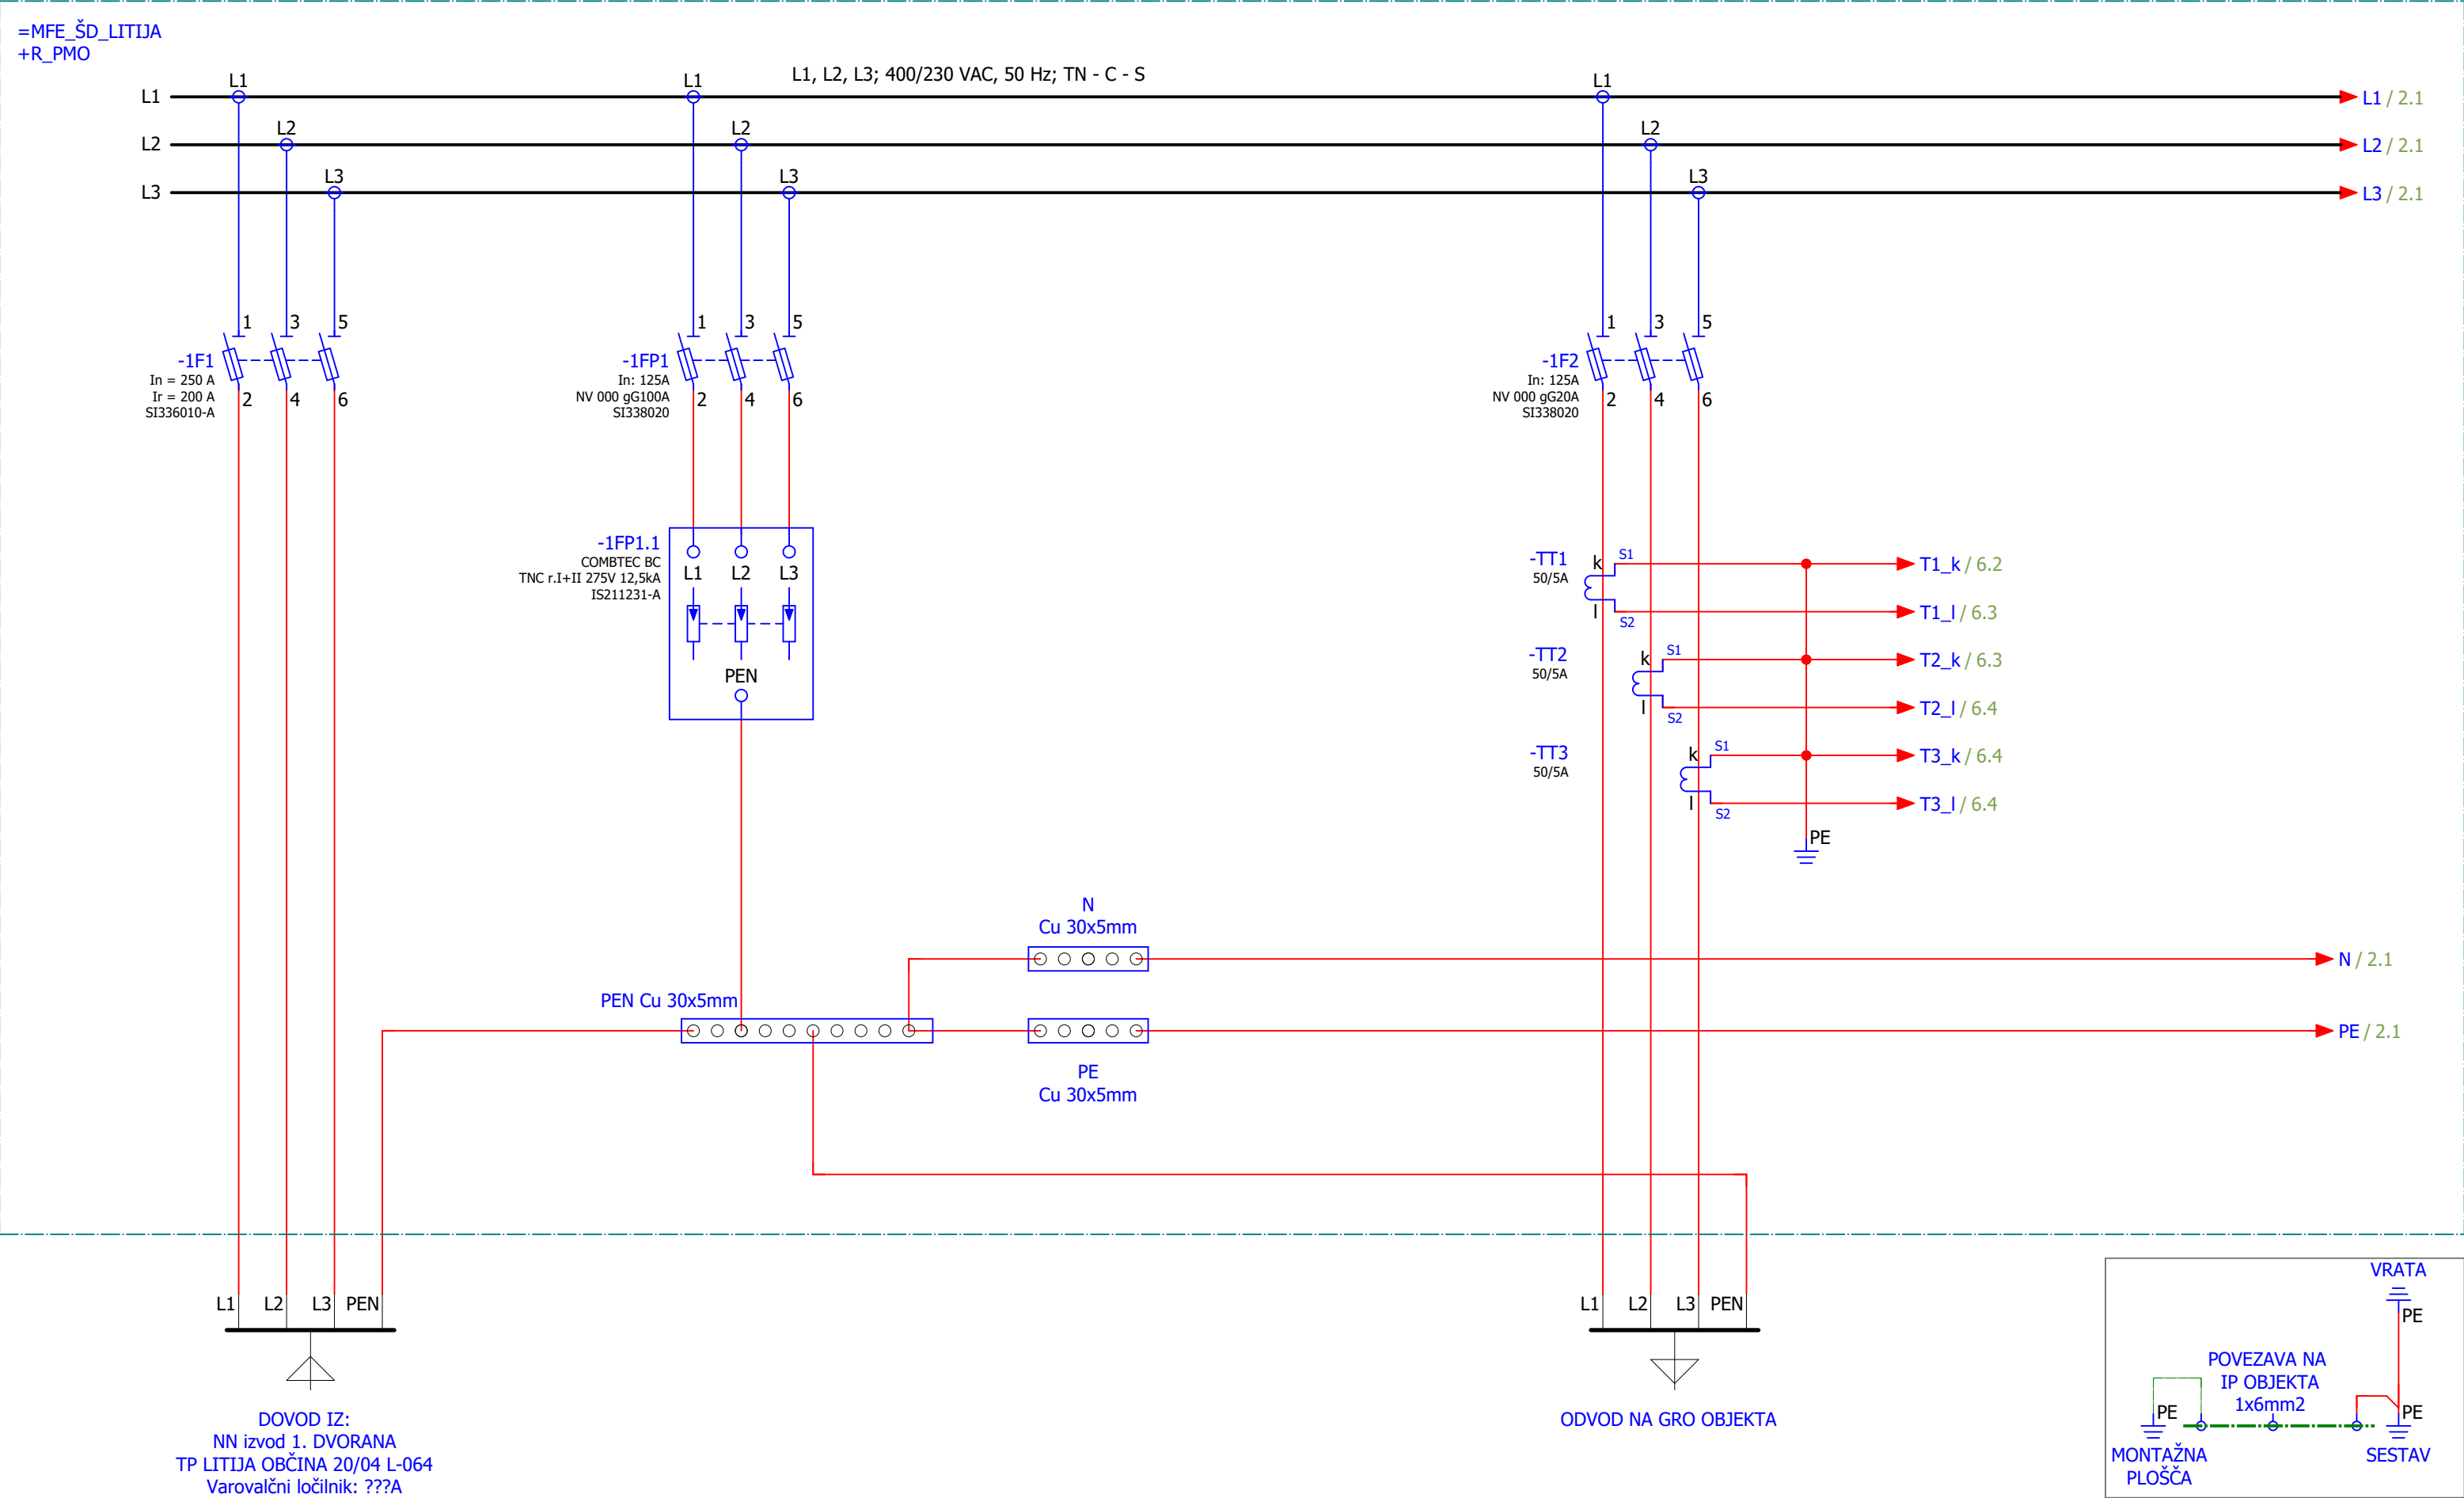 =MFE_ŠD_LITIJA
+R_PMO
L1, L2, L3; 400/230 VAC, 50 Hz; TN - C - S
L1 L1 L1
L1 L1 / 2.1
L2 L2 L2
L2 L2 / 2.1
L3 L3 L3
L3 L3 / 2.1
1 3 5
-1F1
In = 250 A
Ir = 200 A
SI336010-A
2 4 6
1 3 5
-1FP1
In: 125A
NV 000 gG100A
SI338020
2 4 6
1 3 5
-1F2
In: 125A
NV 000 gG20A
SI338020
2 4 6
-1FP1.1
COMBTEC BC
TNC r.I+II 275V 12,5kA
IS211231-A
L1 L2 L3
PEN
-TT1
50/5A
k S1 T1_k / 6.2
l S2 T1_l / 6.3
-TT2
50/5A
k S1 T2_k / 6.3
l S2 T2_l / 6.4
-TT3
50/5A
k S1 T3_k / 6.4
l S2 T3_l / 6.4
PE
N
Cu 30x5mm
N / 2.1
PEN Cu 30x5mm
PE / 2.1
PE
Cu 30x5mm
L1 L2 L3 PEN
DOVOD IZ:
NN izvod 1. DVORANA
TP LITIJA OBČINA 20/04 L-064
Varovalčni ločilnik: ???A
L1 L2 L3 PEN
ODVOD NA GRO OBJEKTA
VRATA
PE
POVEZAVA NA
IP OBJEKTA
1x6mm2
PE PE
MONTAŽNA
PLOŠČA
SESTAV